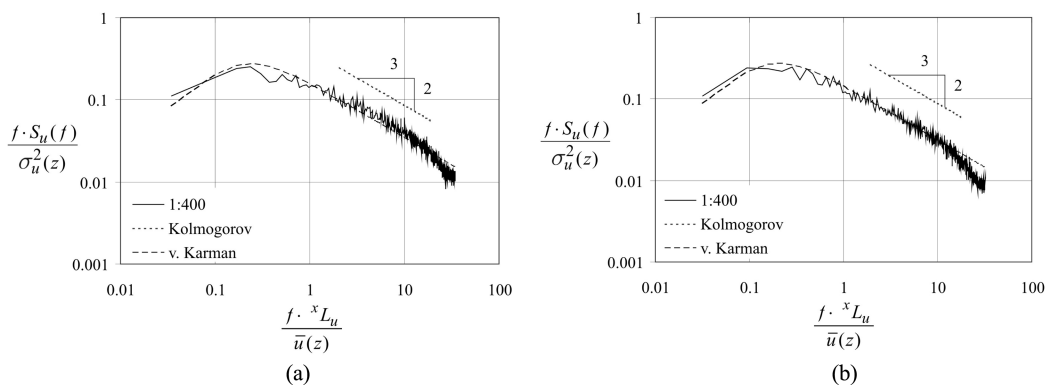 1
0.1
0.01
0.001
f · S_u(f)
σ_u^2(z)
3
2
1:400
Kolmogorov
v. Karman
0.01 0.1 1 10 100
f · ^xL_u
u̅(z)
(a)
1
0.1
0.01
0.001
f · S_u(f)
σ_u^2(z)
3
2
1:400
Kolmogorov
v. Karman
0.01 0.1 1 10 100
f · ^xL_u
u̅(z)
(b)